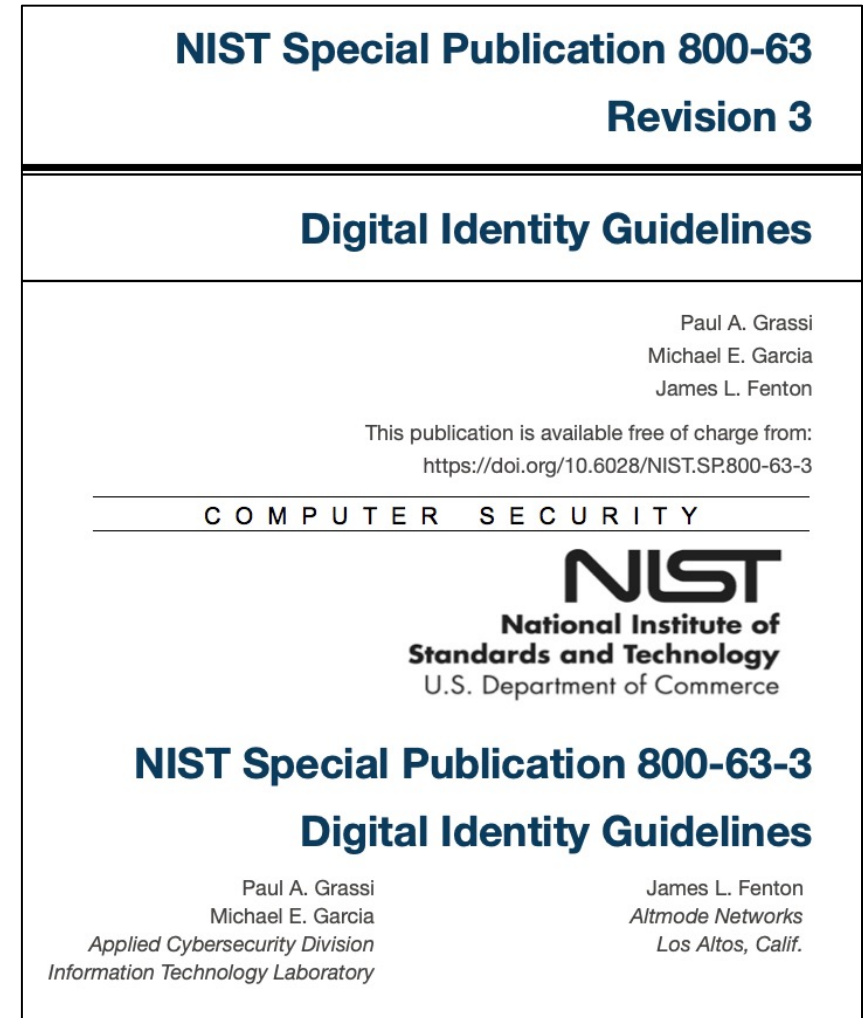 NIST Special Publication 800-63
Revision 3
Digital Identity Guidelines
Paul A. Grassi
Michael E. Garcia
James L. Fenton
This publication is available free of charge from:
https://doi.org/10.6028/NIST.SP.800-63-3
COMPUTER SECURITY
NIST
National Institute of
Standards and Technology
U.S. Department of Commerce
NIST Special Publication 800-63-3
Digital Identity Guidelines
Paul A. Grassi
Michael E. Garcia
Applied Cybersecurity Division
Information Technology Laboratory
James L. Fenton
Altmode Networks
Los Altos, Calif.